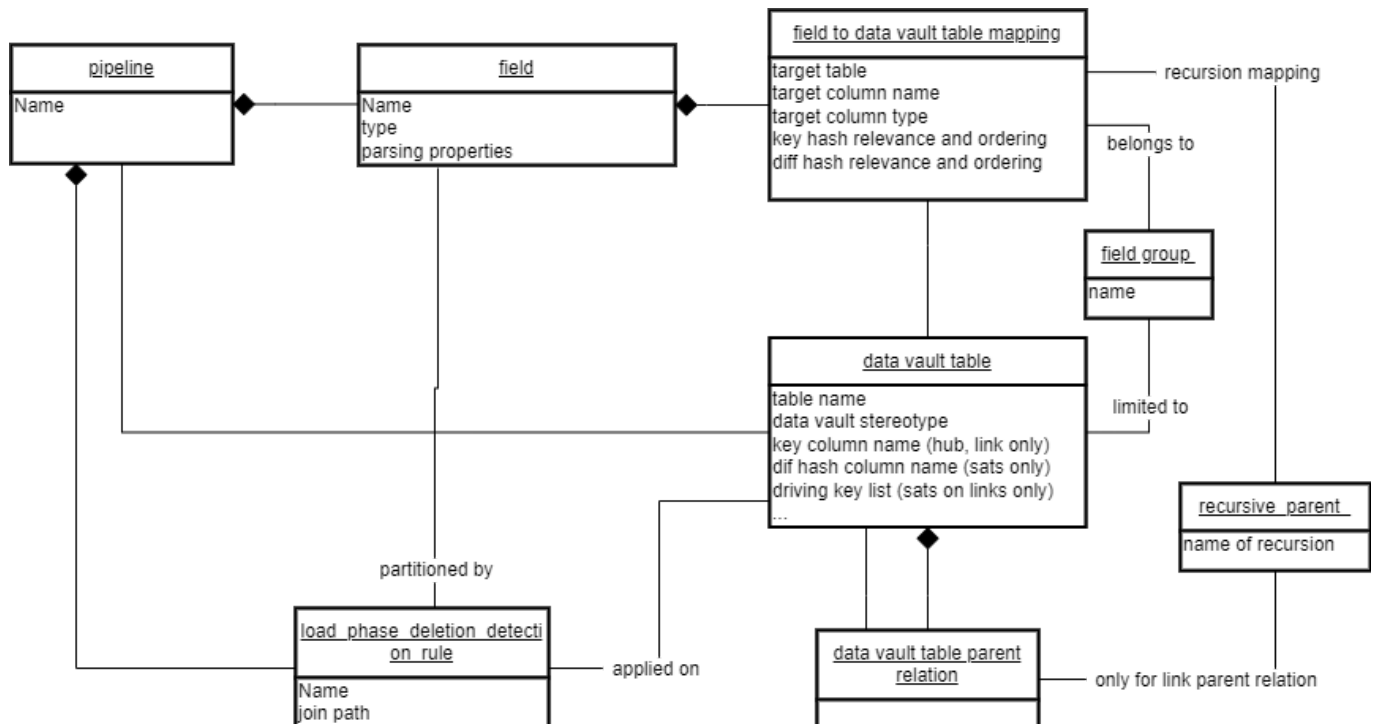 pipeline
Name
field
Name
type
parsing properties
field to data vault table mapping
target table
target column name
target column type
key hash relevance and ordering
diff hash relevance and ordering
recursion mapping
belongs to
field group
name
data vault table
table name
data vault stereotype
key column name (hub, link only)
dif hash column name (sats only)
driving key list (sats on links only)
...
limited to
recursive_parent
name of recursion
partitioned by
load_phase_deletion_detecti
on_rule
Name
join path
applied on
data vault table parent
relation
only for link parent relation